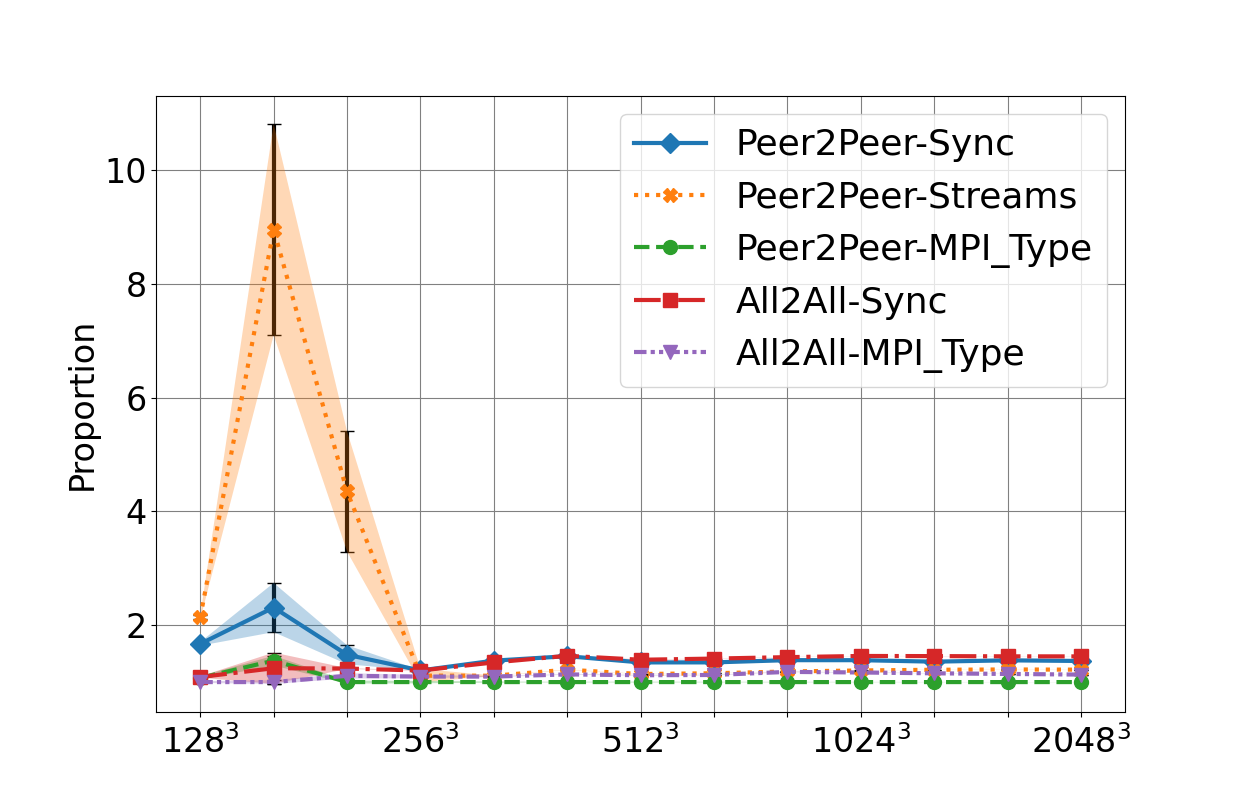 Proportion
10
8
6
4
2
128³ 256³ 512³ 1024³ 2048³
Peer2Peer-Sync
Peer2Peer-Streams
Peer2Peer-MPI_Type
All2All-Sync
All2All-MPI_Type